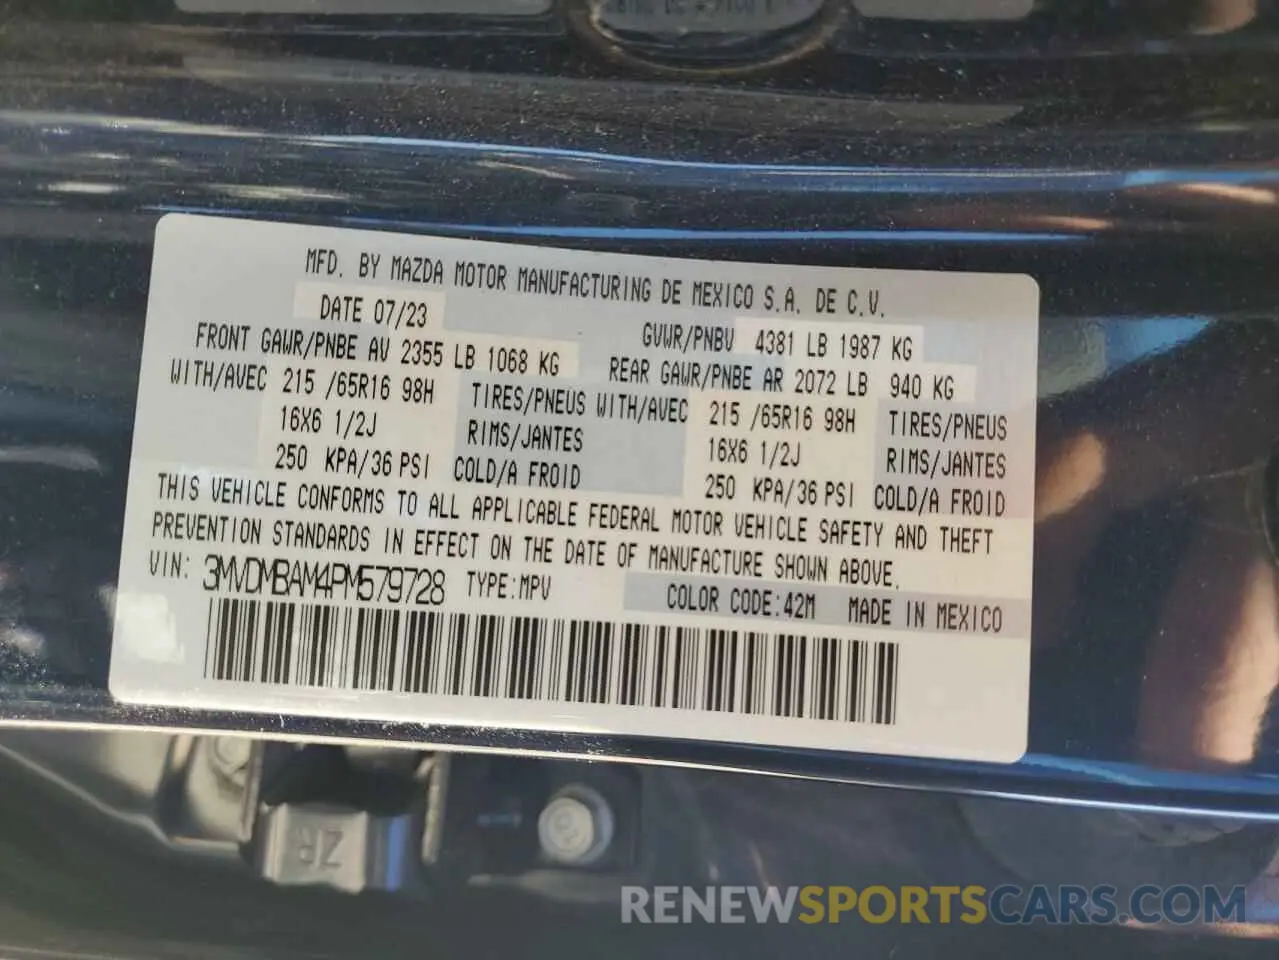 MFD. BY MAZDA MOTOR MANUFACTURING DE MEXICO S.A. DE C.V.
DATE 07/23 GVWR/PNBV 4381 LB 1987 KG
FRONT GAWR/PNBE AV 2355 LB 1068 KG REAR GAWR/PNBE AR 2072 LB 940 KG
WITH/AVEC 215 /65R16 98H TIRES/PNEUS WITH/AVEC 215 /65R16 98H TIRES/PNEUS
16X6 1/2J RIMS/JANTES 16X6 1/2J RIMS/JANTES
250 KPA/36 PSI COLD/A FROID 250 KPA/36 PSI COLD/A FROID
THIS VEHICLE CONFORMS TO ALL APPLICABLE FEDERAL MOTOR VEHICLE SAFETY AND THEFT
PREVENTION STANDARDS IN EFFECT ON THE DATE OF MANUFACTURE SHOWN ABOVE.
VIN: 3MVDMBAM4PM579728 TYPE:MPV COLOR CODE:42M MADE IN MEXICO
ZR
RENEWSPORTSCARS.COM